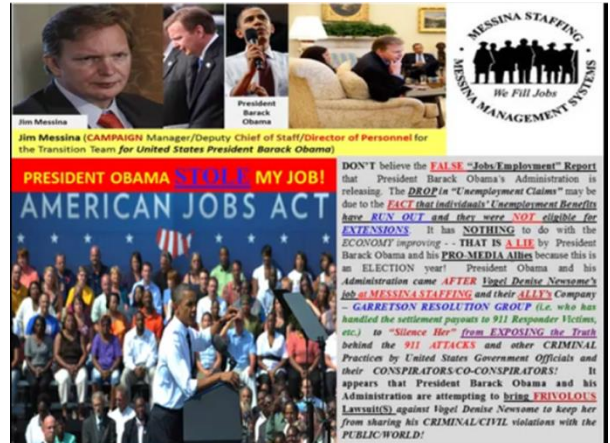 Jim Messina
President
Barack
Obama
MESSINA STAFFING
We Fill Jobs
MESSINA MANAGEMENT SYSTEMS
Jim Messina (CAMPAIGN Manager/Deputy Chief of Staff/Director of Personnel for
the Transition Team for United States President Barack Obama)
PRESIDENT OBAMA STOLE MY JOB!
AMERICAN JOBS ACT
DON'T believe the FALSE "Jobs/Employment" Report
that President Barack Obama's Administration is
releasing. The DROP in "Unemployment Claims" may be
due to the FACT that individuals' Unemployment Benefits
have RUN OUT and they were NOT eligible for
EXTENSIONS. It has NOTHING to do with the
ECONOMY improving - - THAT IS A LIE by President
Barack Obama and his PRO-MEDIA Allies because this is
an ELECTION year! President Obama and his
Administration came AFTER Vogel Denise Newsome's
job at MESSINA STAFFING and their ALLY's Company
– GARRETSON RESOLUTION GROUP (i.e. who has
handled the settlement payouts to 911 Responder Victims,
etc.) to "Silence Her" from EXPOSING the Truth
behind the 911 ATTACKS and other CRIMINAL
Practices by United States Government Officials and
their CONSPIRATORS/CO-CONSPIRATORS! It
appears that President Barack Obama and his
Administration are attempting to bring FRIVOLOUS
Lawsuit(S) against Vogel Denise Newsome to keep her
from sharing his CRIMINAL/CIVIL violations with the
PUBLIC/WORLD!